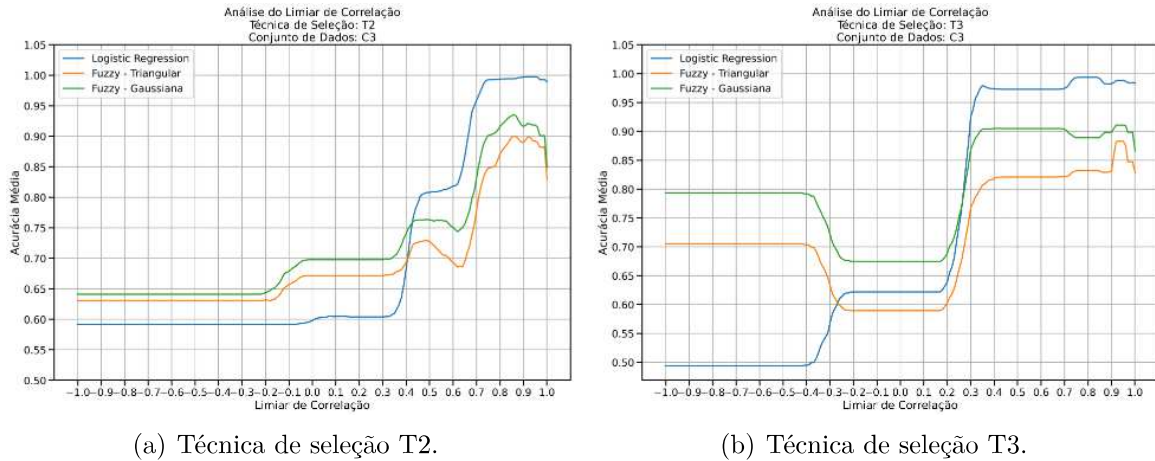 Análise do Limiar de Correlação
Técnica de Seleção: T2
Conjunto de Dados: C3
1.05
1.00
0.95
0.90
0.85
0.80
0.75
0.70
0.65
0.60
0.55
0.50
Acurácia Média
Logistic Regression
Fuzzy - Triangular
Fuzzy - Gaussiana
−1.0−0.9−0.8−0.7−0.6−0.5−0.4−0.3−0.2−0.1 0.0 0.1 0.2 0.3 0.4 0.5 0.6 0.7 0.8 0.9 1.0
Limiar de Correlação
(a) Técnica de seleção T2.
Análise do Limiar de Correlação
Técnica de Seleção: T3
Conjunto de Dados: C3
1.05
1.00
0.95
0.90
0.85
0.80
0.75
0.70
0.65
0.60
0.55
0.50
Acurácia Média
Logistic Regression
Fuzzy - Triangular
Fuzzy - Gaussiana
−1.0−0.9−0.8−0.7−0.6−0.5−0.4−0.3−0.2−0.1 0.0 0.1 0.2 0.3 0.4 0.5 0.6 0.7 0.8 0.9 1.0
Limiar de Correlação
(b) Técnica de seleção T3.